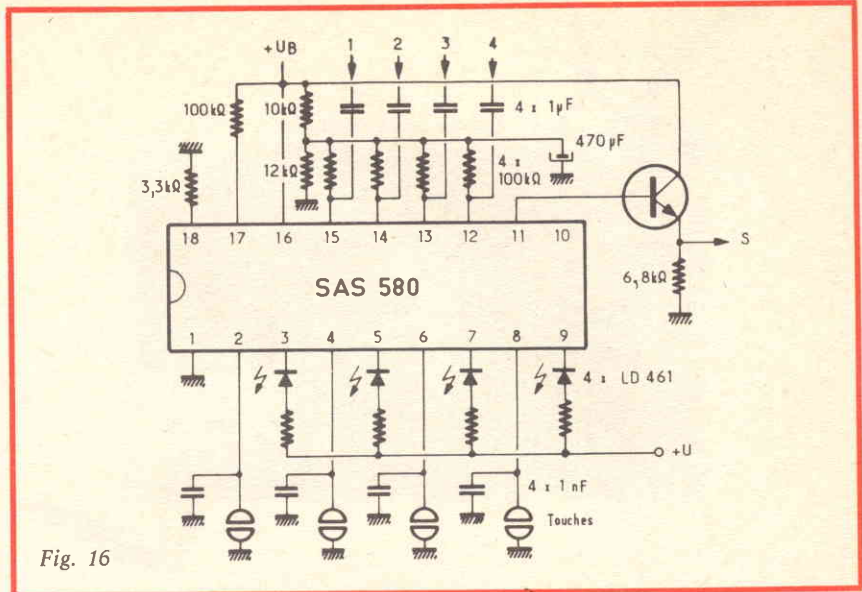 +UB
1 2 3 4
100kΩ
10kΩ
4 x 1µF
470 µF
12kΩ
4 x
100kΩ
3,3kΩ
18 17 16 15 14 13 12 11 10
S
SAS 580
6,8kΩ
1 2 3 4 5 6 7 8 9
4 x LD 461
+U
4 x 1 nF
Touches
Fig. 16